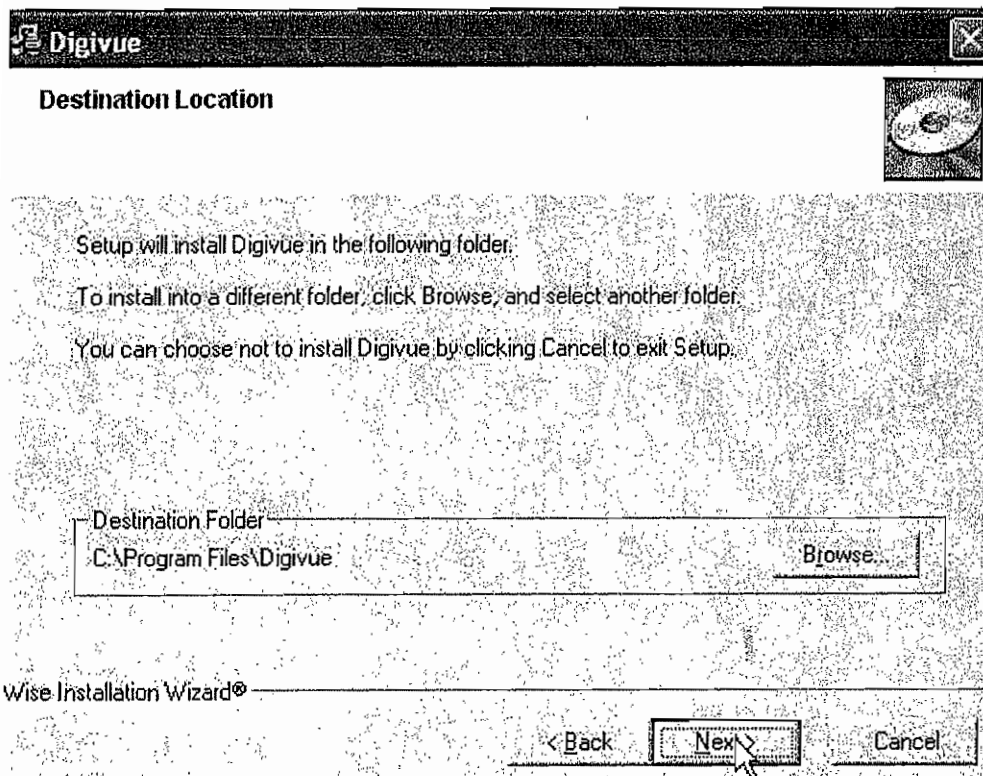 Digivue
Destination Location
Setup will install Digivue in the following folder.
To install into a different folder, click Browse, and select another folder.
You can choose not to install Digivue by clicking Cancel to exit Setup.
Destination Folder
C:\Program Files\Digivue
Browse...
Wise Installation Wizard®
< Back
Next >
Cancel